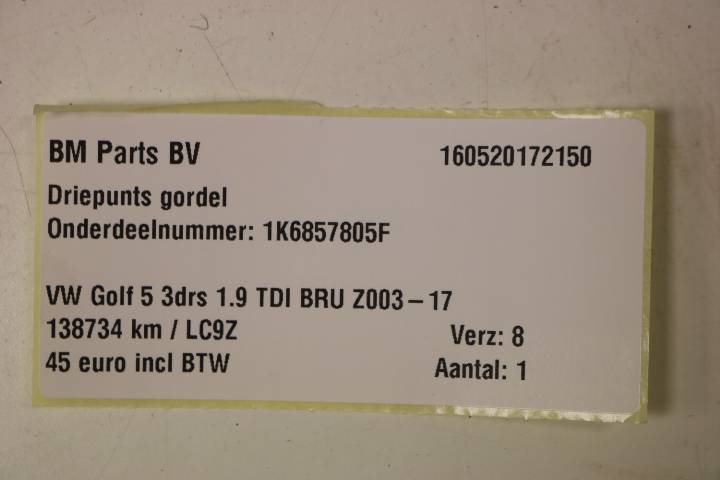 BM Parts BV 160520172150
Driepunts gordel
Onderdeelnummer: 1K6857805F
VW Golf 5 3drs 1.9 TDI BRU Z003-17
138734 km / LC9Z Verz: 8
45 euro incl BTW Aantal: 1